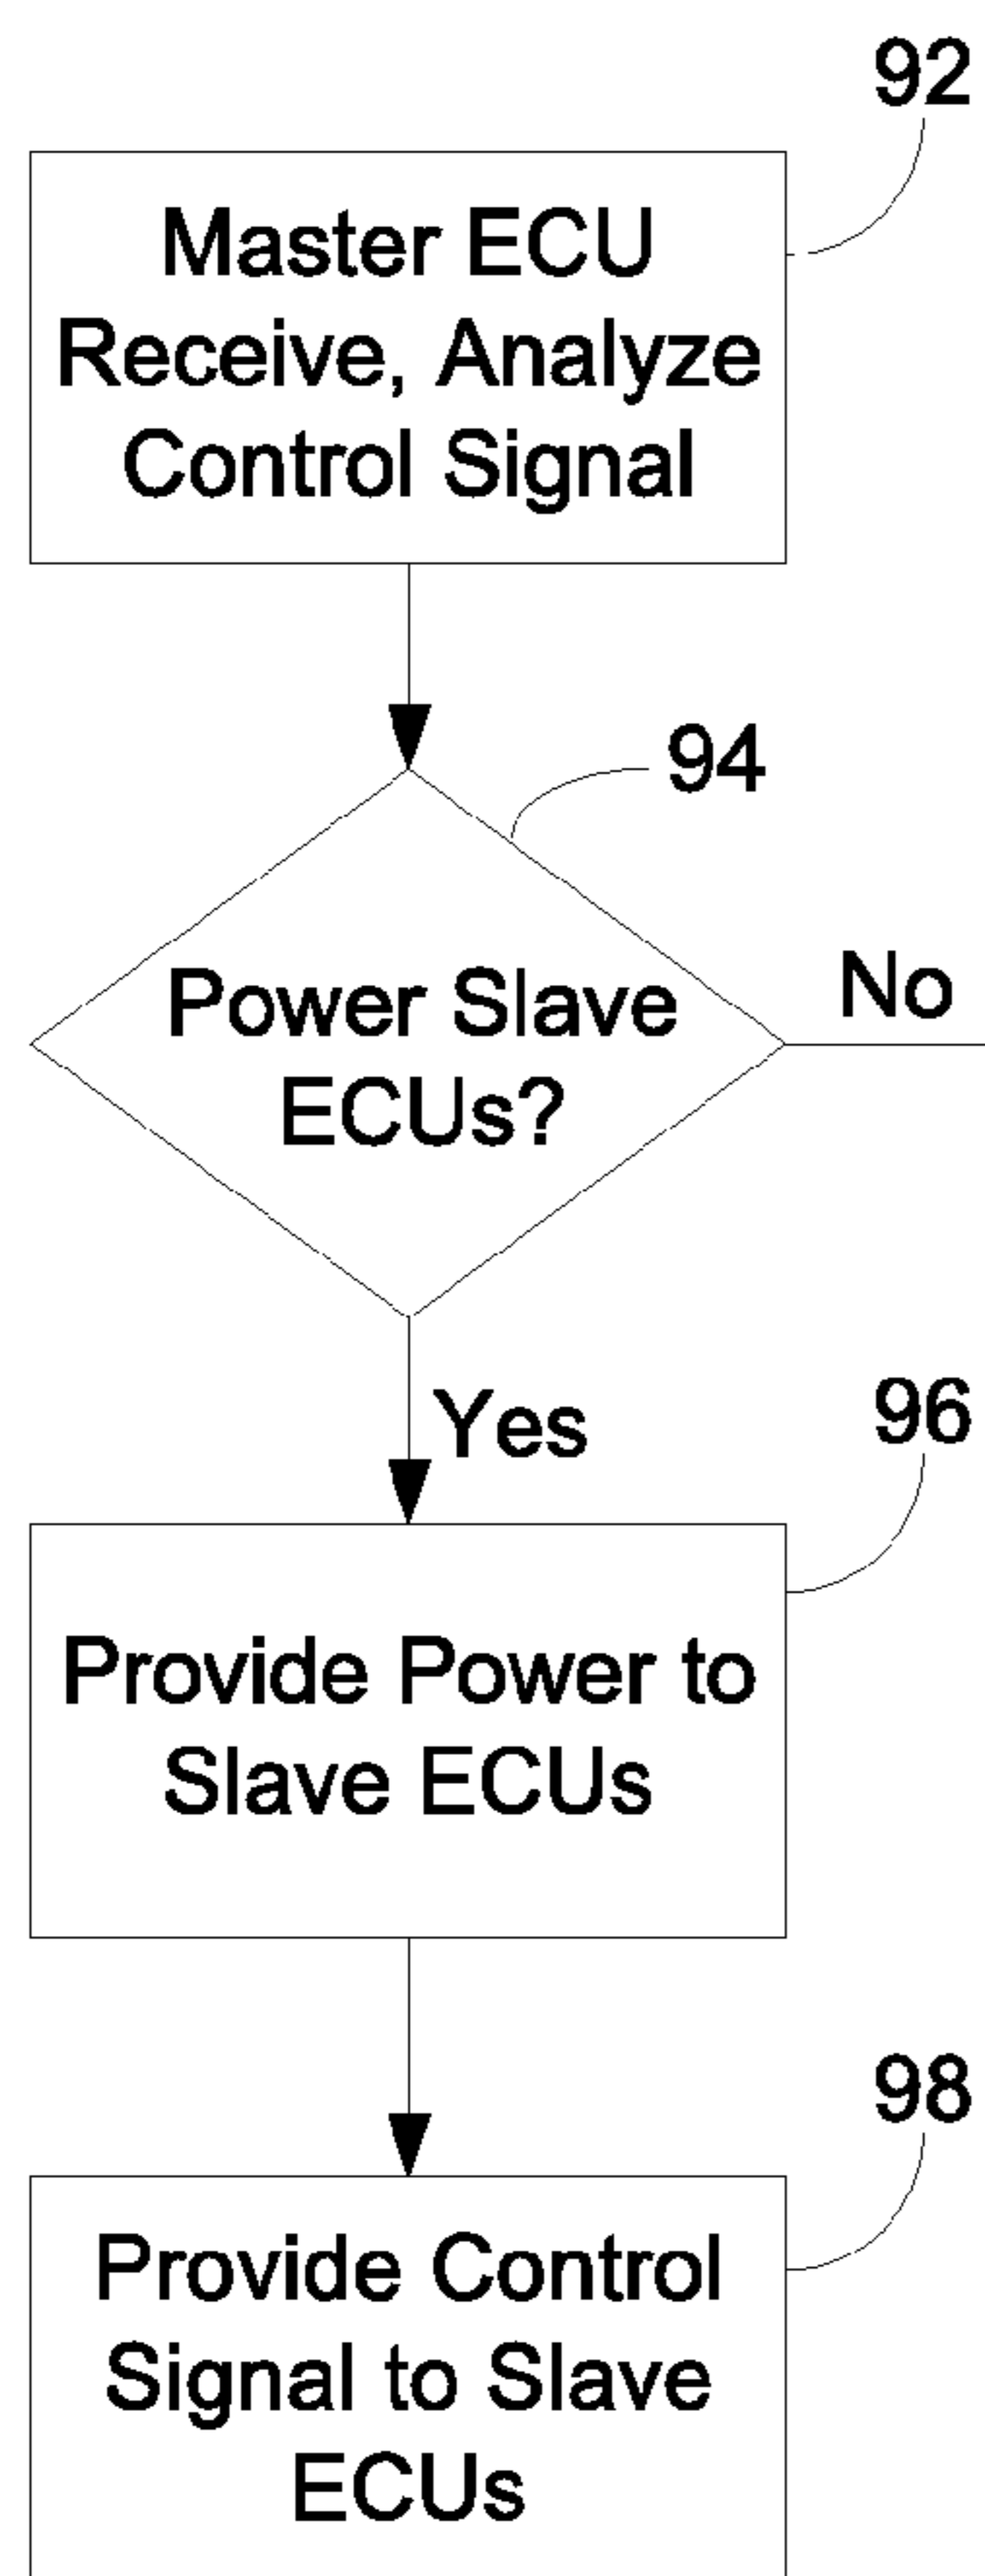 92
Master ECU
Receive, Analyze
Control Signal
94
Power Slave
ECUs?
No
Yes
96
Provide Power to
Slave ECUs
98
Provide Control
Signal to Slave
ECUs